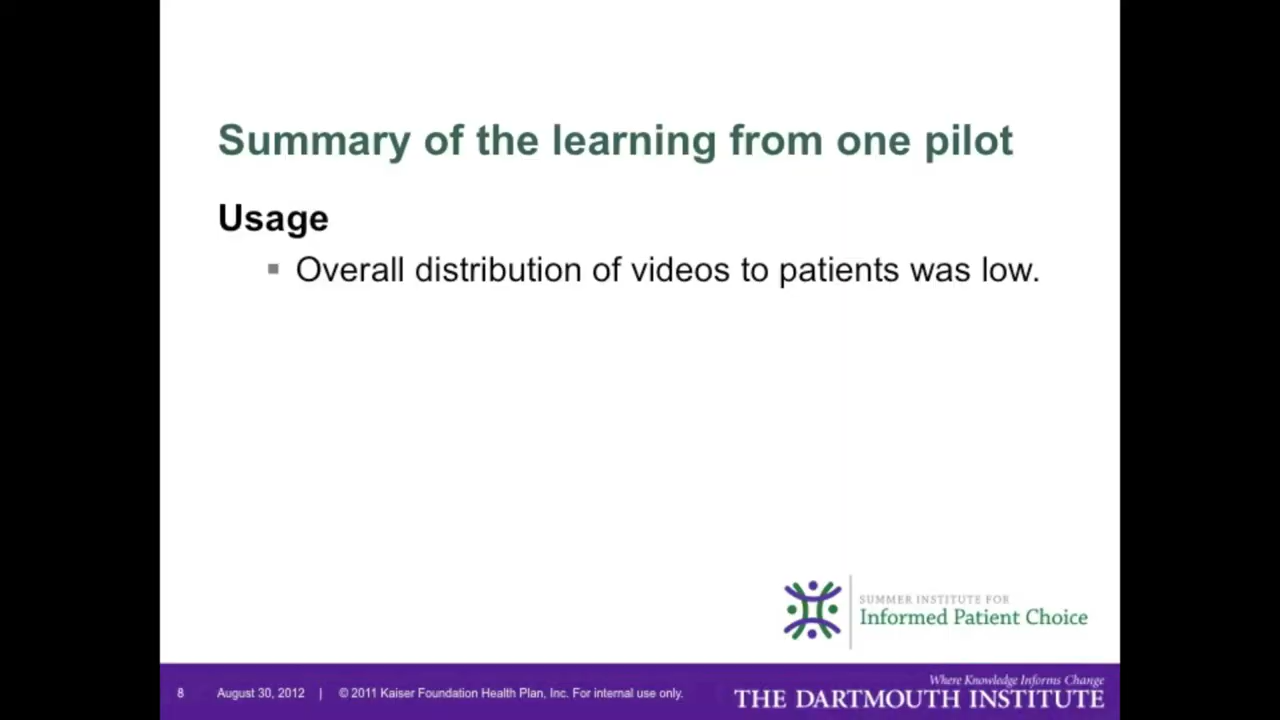 Summary of the learning from one pilot
Usage
▪ Overall distribution of videos to patients was low.
SUMMER INSTITUTE FOR
Informed Patient Choice
8 August 30, 2012 | © 2011 Kaiser Foundation Health Plan, Inc. For internal use only.
Where Knowledge Informs Change
THE DARTMOUTH INSTITUTE